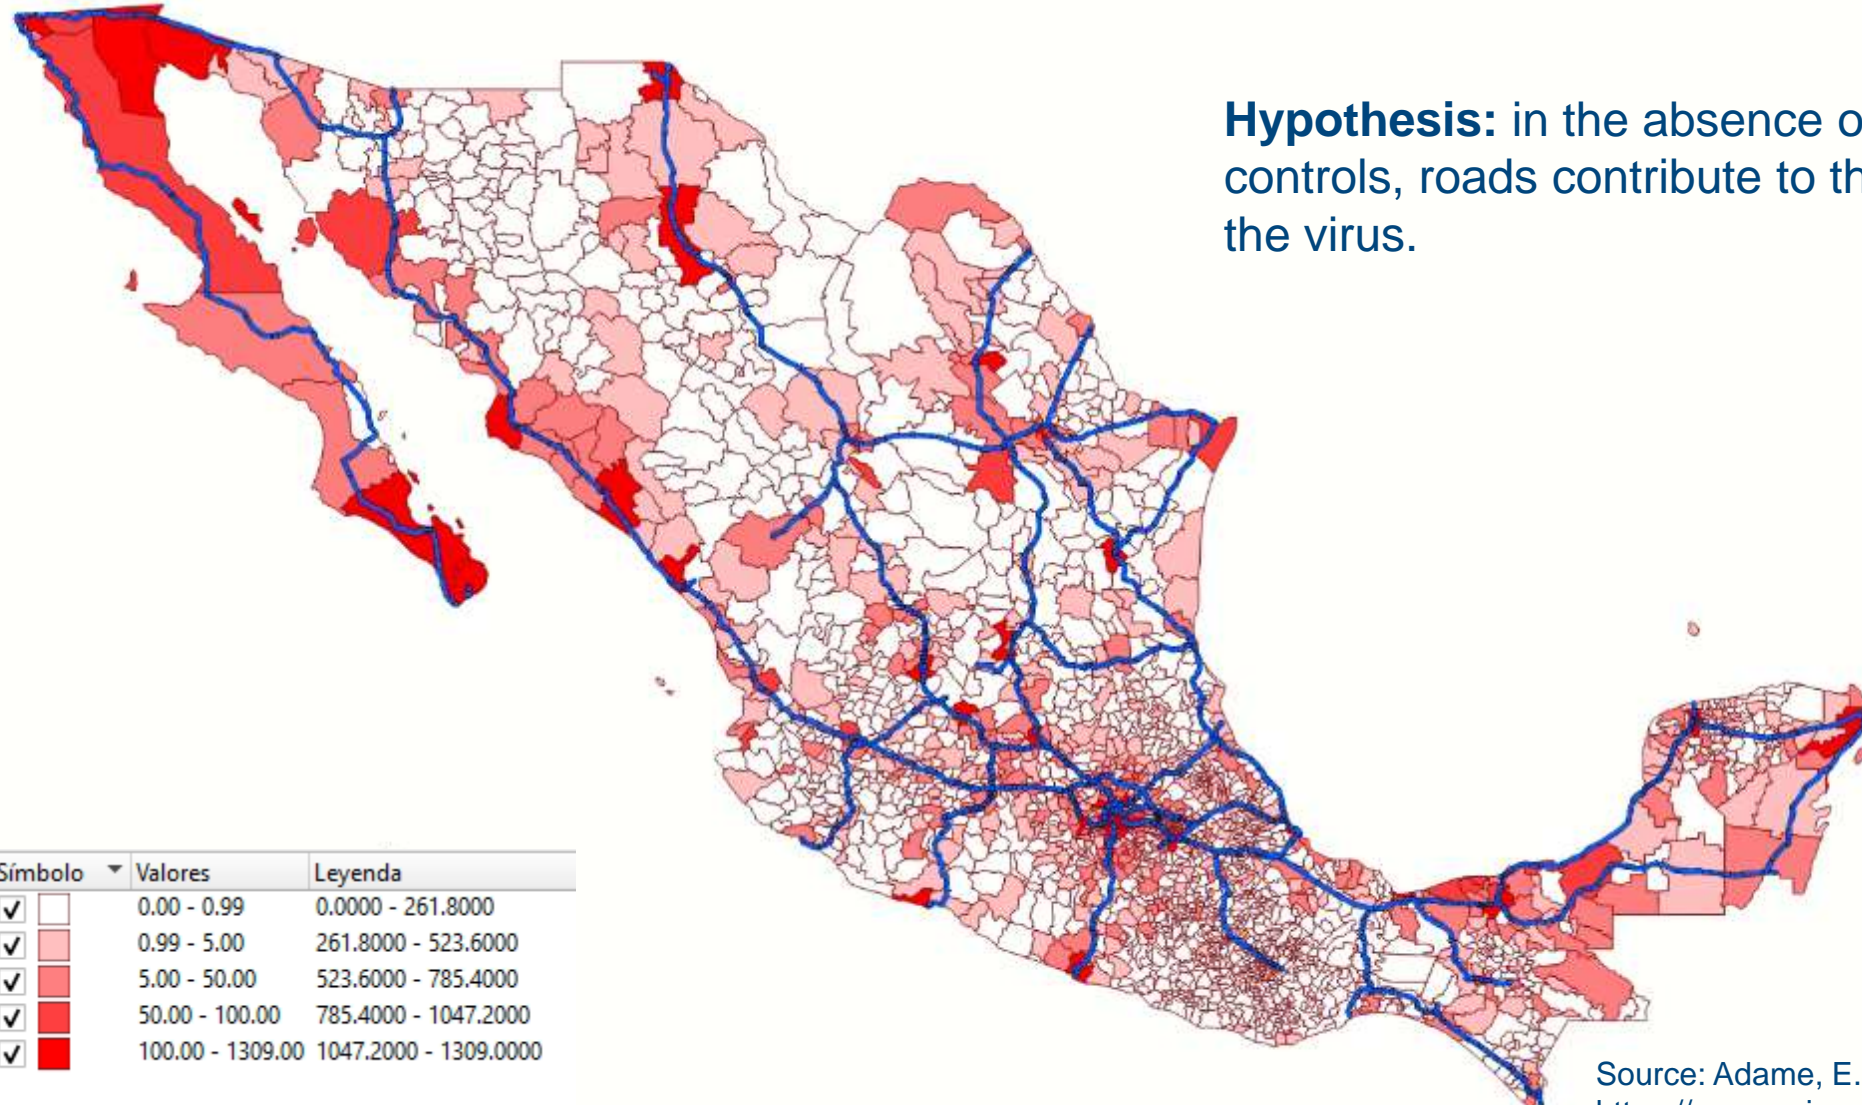 Hypothesis: in the absence o
controls, roads contribute to th
the virus.
Símbolo Valores Leyenda
0.00 - 0.99 0.0000 - 261.8000
0.99 - 5.00 261.8000 - 523.6000
5.00 - 50.00 523.6000 - 785.4000
50.00 - 100.00 785.4000 - 1047.2000
100.00 - 1309.00 1047.2000 - 1309.0000
Source: Adame, E.